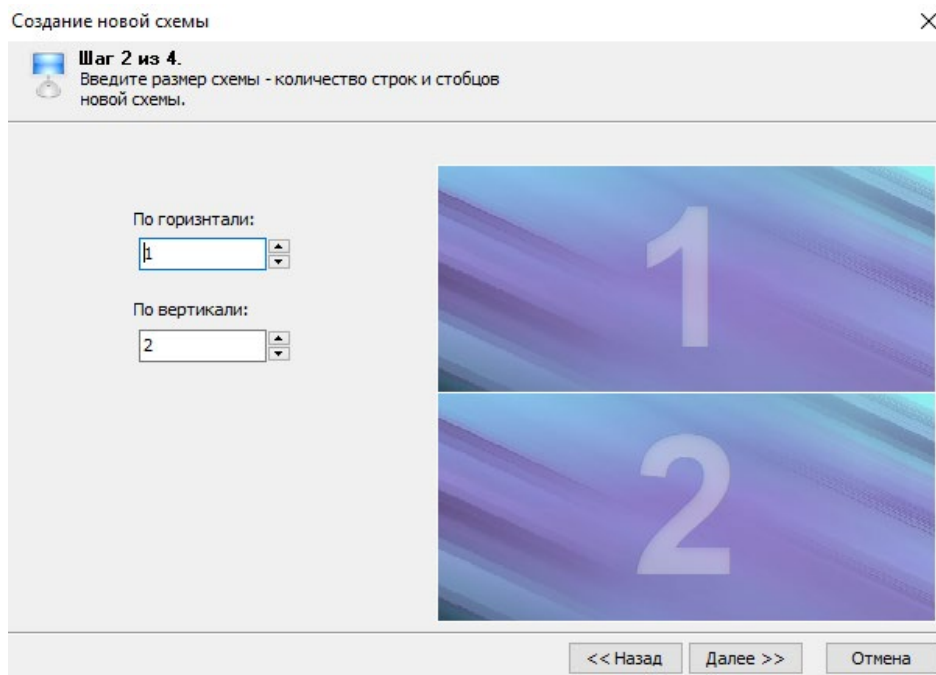 Создание новой схемы
Шаг 2 из 4.
Введите размер схемы - количество строк и стобцов
новой схемы.
По горизнтали:
1
По вертикали:
2
1
2
<< Назад
Далее >>
Отмена